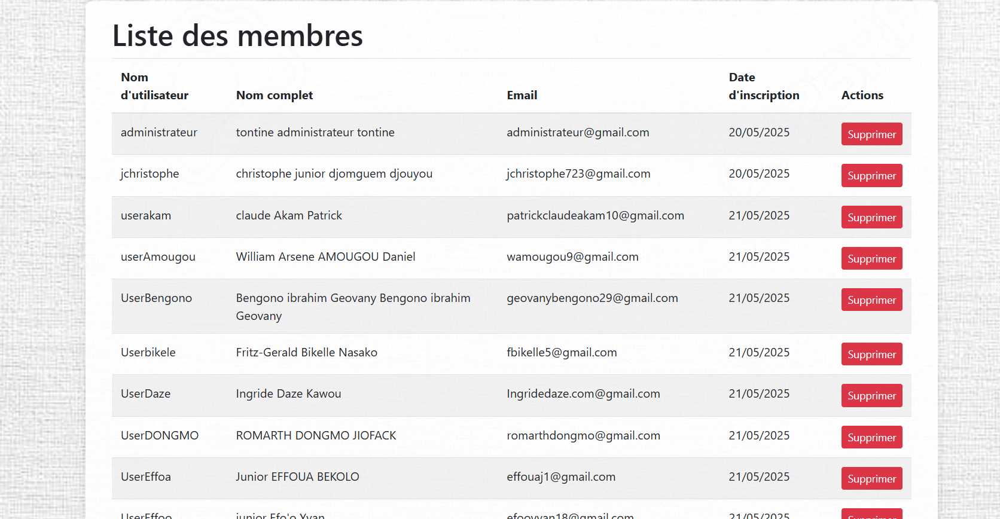 Liste des membres
Nom
d'utilisateur Nom complet Email Date
d'inscription Actions
administrateur tontine administrateur tontine administrateur@gmail.com 20/05/2025 Supprimer
jchristophe christophe junior djomguem djouyou jchristophe723@gmail.com 20/05/2025 Supprimer
userakam claude Akam Patrick patrickclaudeakam10@gmail.com 21/05/2025 Supprimer
userAmougou William Arsene AMOUGOU Daniel wamougou9@gmail.com 21/05/2025 Supprimer
UserBengono Bengono ibrahim Geovany Bengono ibrahim geovanybengono29@gmail.com 21/05/2025 Supprimer
Geovany
Userbikele Fritz-Gerald Bikelle Nasako fbikelle5@gmail.com 21/05/2025 Supprimer
UserDaze Ingride Daze Kawou Ingridedaze.com@gmail.com 21/05/2025 Supprimer
UserDONGMO ROMARTH DONGMO JIOFACK romarthdongmo@gmail.com 21/05/2025 Supprimer
UserEffoa Junior EFFOUA BEKOLO effouaj1@gmail.com 21/05/2025 Supprimer
UserEffoo junior Efo'o Yvan efooyvan18@gmail.com 21/05/2025 Supprimer